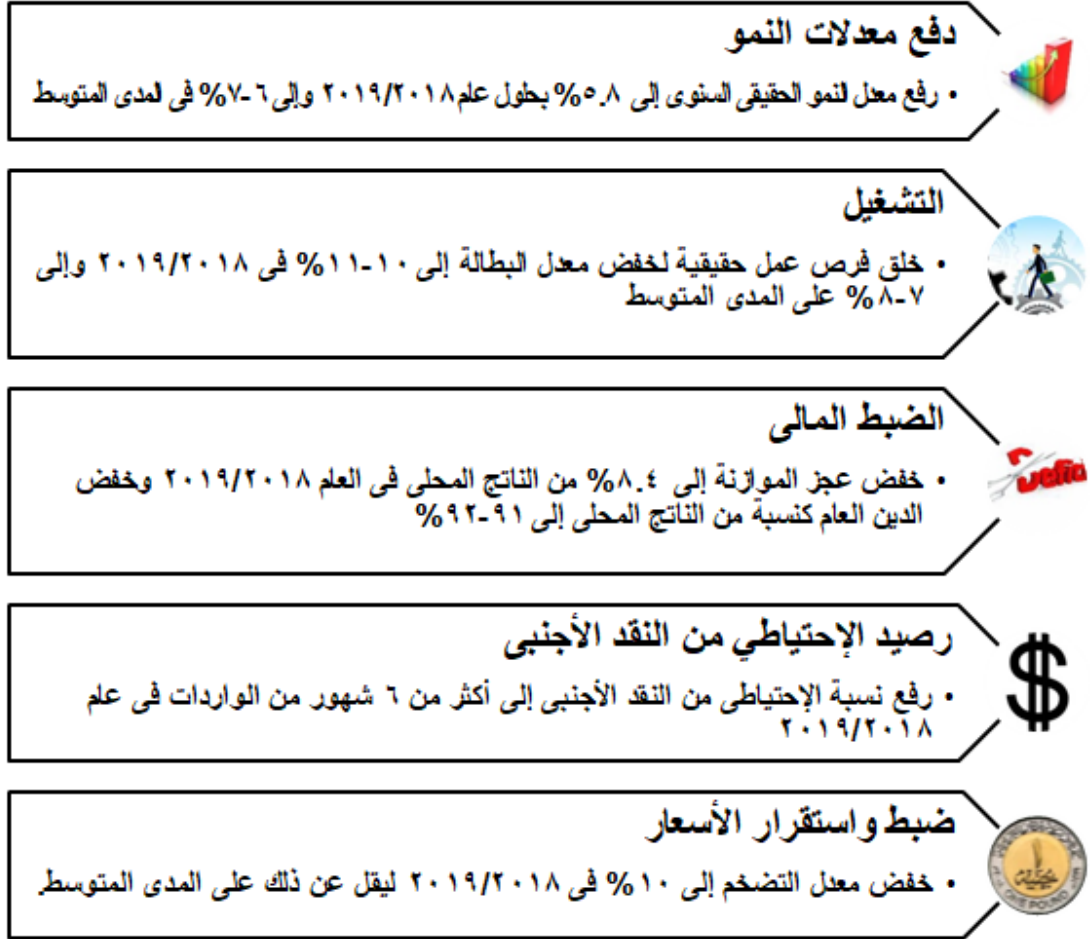 دفع معدلات النمو
• رفع معدل النمو الحقيقى السنوى إلى ٥.٨% بحلول عام ٢٠١٩/٢٠١٨ وإلى ٦-٧% فى المدى المتوسط
التشغيل
• خلق فرص عمل حقيقية لخفض معدل البطالة إلى ١٠-١١% فى ٢٠١٩/٢٠١٨ وإلى
٧-٨% على المدى المتوسط
الضبط المالى
• خفض عجز الموازنة إلى ٨.٤% من الناتج المحلى فى العام ٢٠١٩/٢٠١٨ وخفض
الدين العام كنسبة من الناتج المحلى إلى ٩١-٩٢%
رصيد الإحتياطي من النقد الأجنبى
• رفع نسبة الإحتياطى من النقد الأجنبى إلى أكثر من ٦ شهور من الواردات فى عام
٢٠١٩/٢٠١٨
$
ضبط واستقرار الأسعار
• خفض معدل التضخم إلى ١٠% فى ٢٠١٩/٢٠١٨ ليقل عن ذلك على المدى المتوسط.